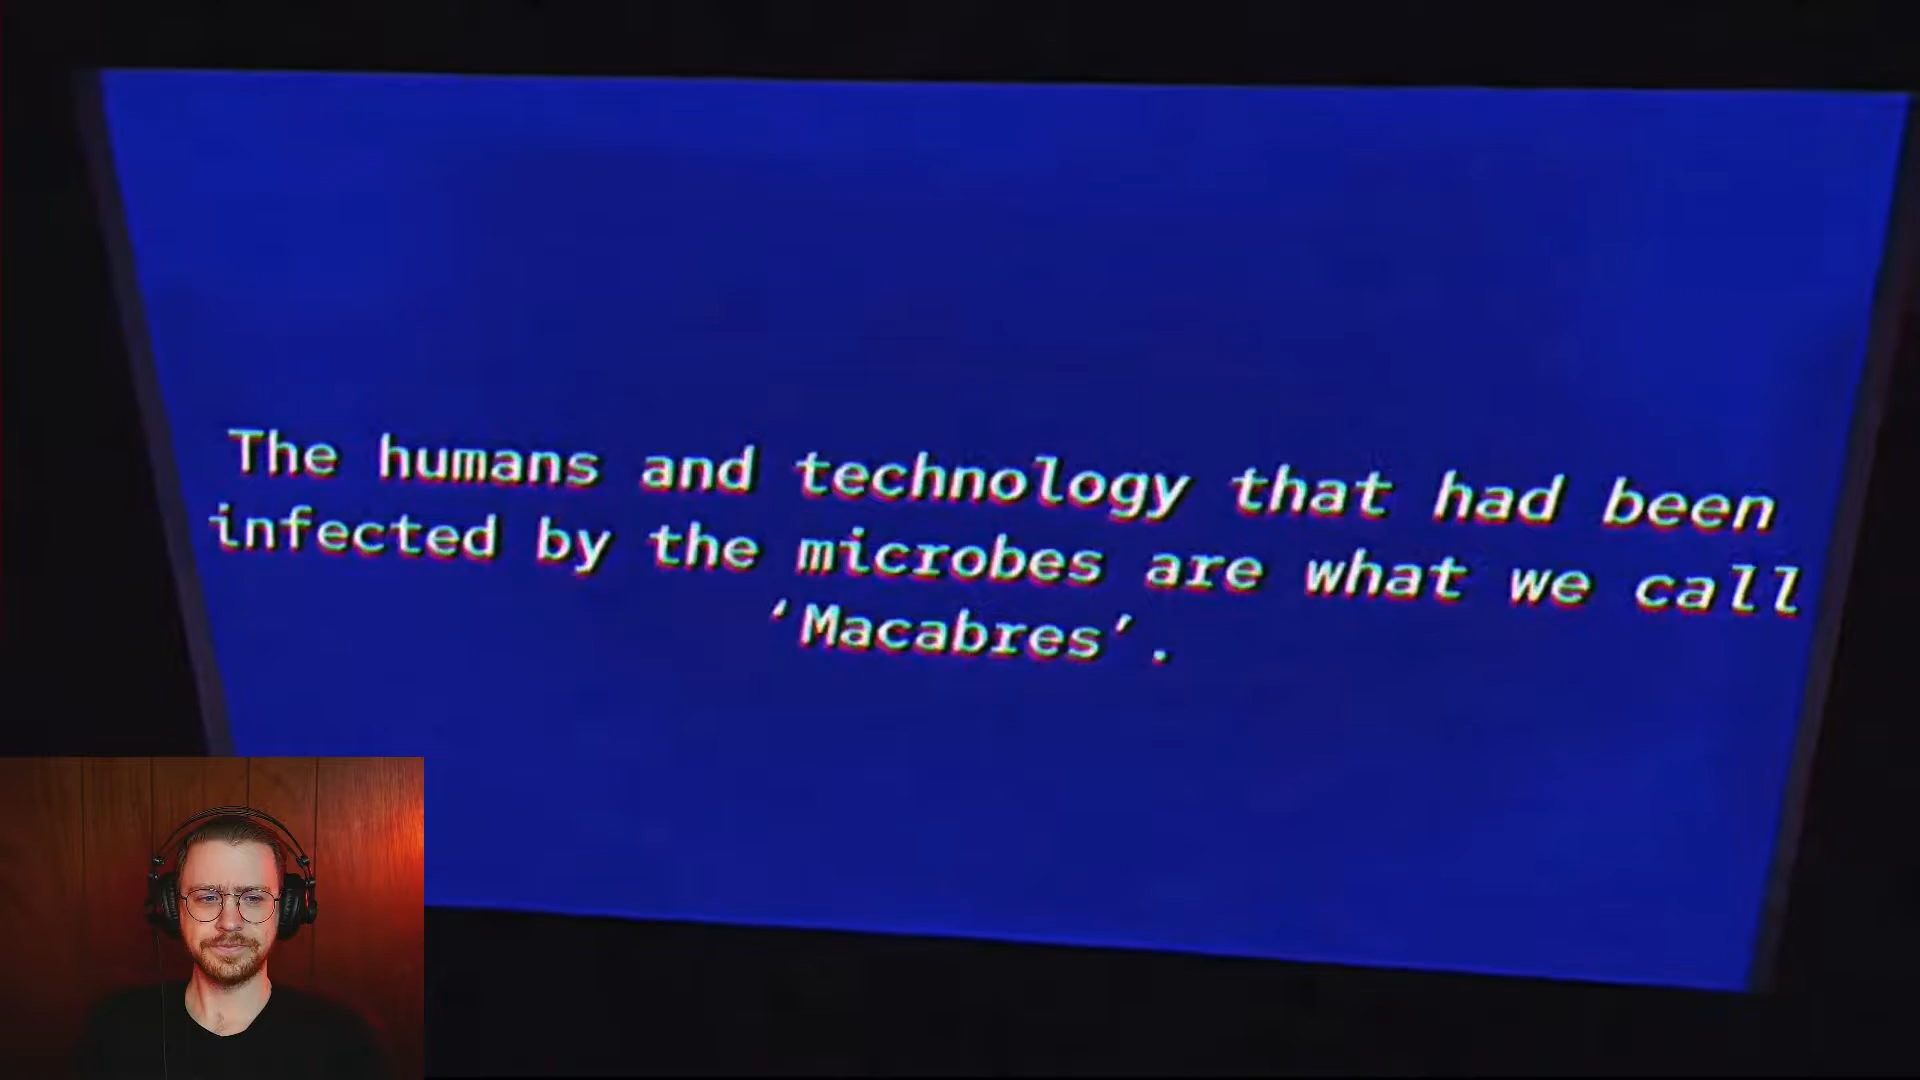 The humans and technology that had been
infected by the microbes are what we call
‘Macabres’.